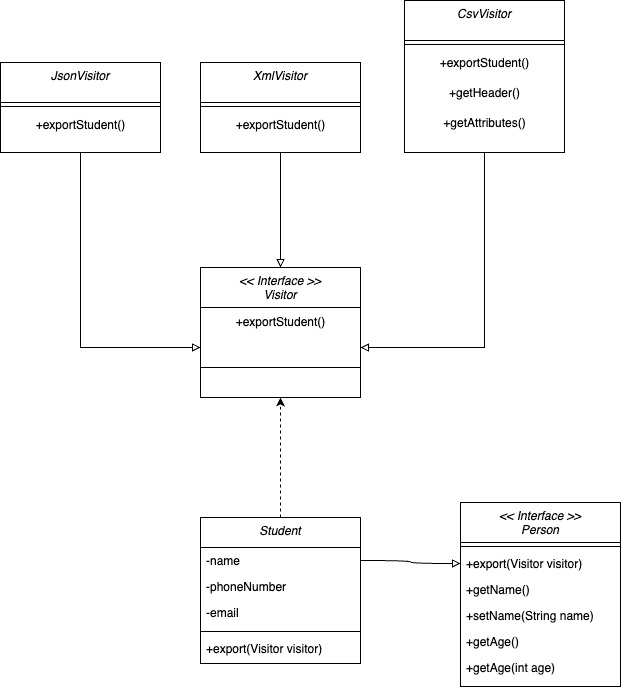 CsvVisitor
+exportStudent()
+getHeader()
+getAttributes()
JsonVisitor
+exportStudent()
XmlVisitor
+exportStudent()
<< Interface >>
Visitor
+exportStudent()
Student
-name
-phoneNumber
-email
+export(Visitor visitor)
<< Interface >>
Person
+export(Visitor visitor)
+getName()
+setName(String name)
+getAge()
+getAge(int age)